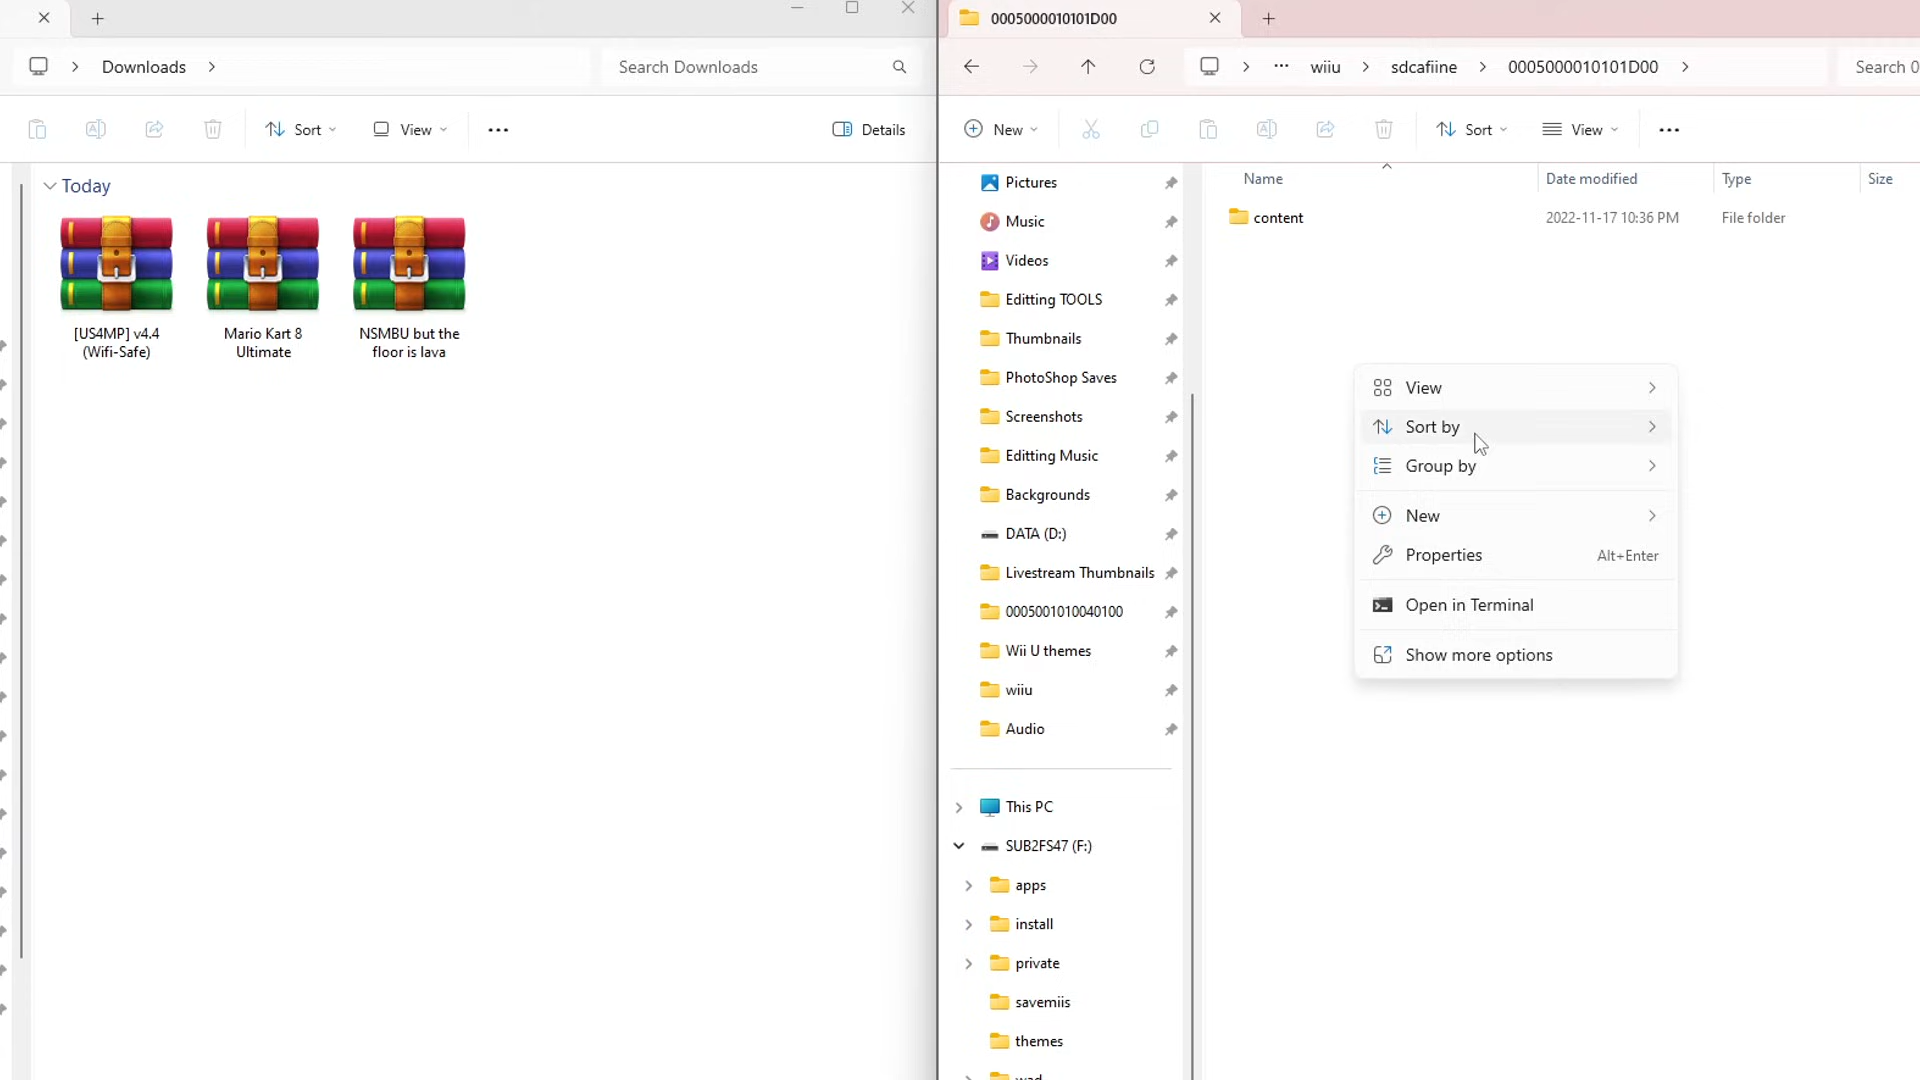 Downloads
Search Downloads
Sort
View
Details
Today
[US4MP] v4.4
(Wifi-Safe)
Mario Kart 8
Ultimate
NSMBU but the
floor is lava
0005000010101D00
wiiu
sdcafiine
0005000010101D00
Search 0
New
Sort
View
Name
Date modified
Type
Size
content
2022-11-17 10:36 PM
File folder
Pictures
Music
Videos
Editting TOOLS
Thumbnails
PhotoShop Saves
Screenshots
Editting Music
Backgrounds
DATA (D:)
Livestream Thumbnails
0005001010040100
Wii U themes
wiiu
Audio
This PC
SUB2FS47 (F:)
apps
install
private
savemiis
themes
wad
View
Sort by
Group by
New
Properties
Alt+Enter
Open in Terminal
Show more options